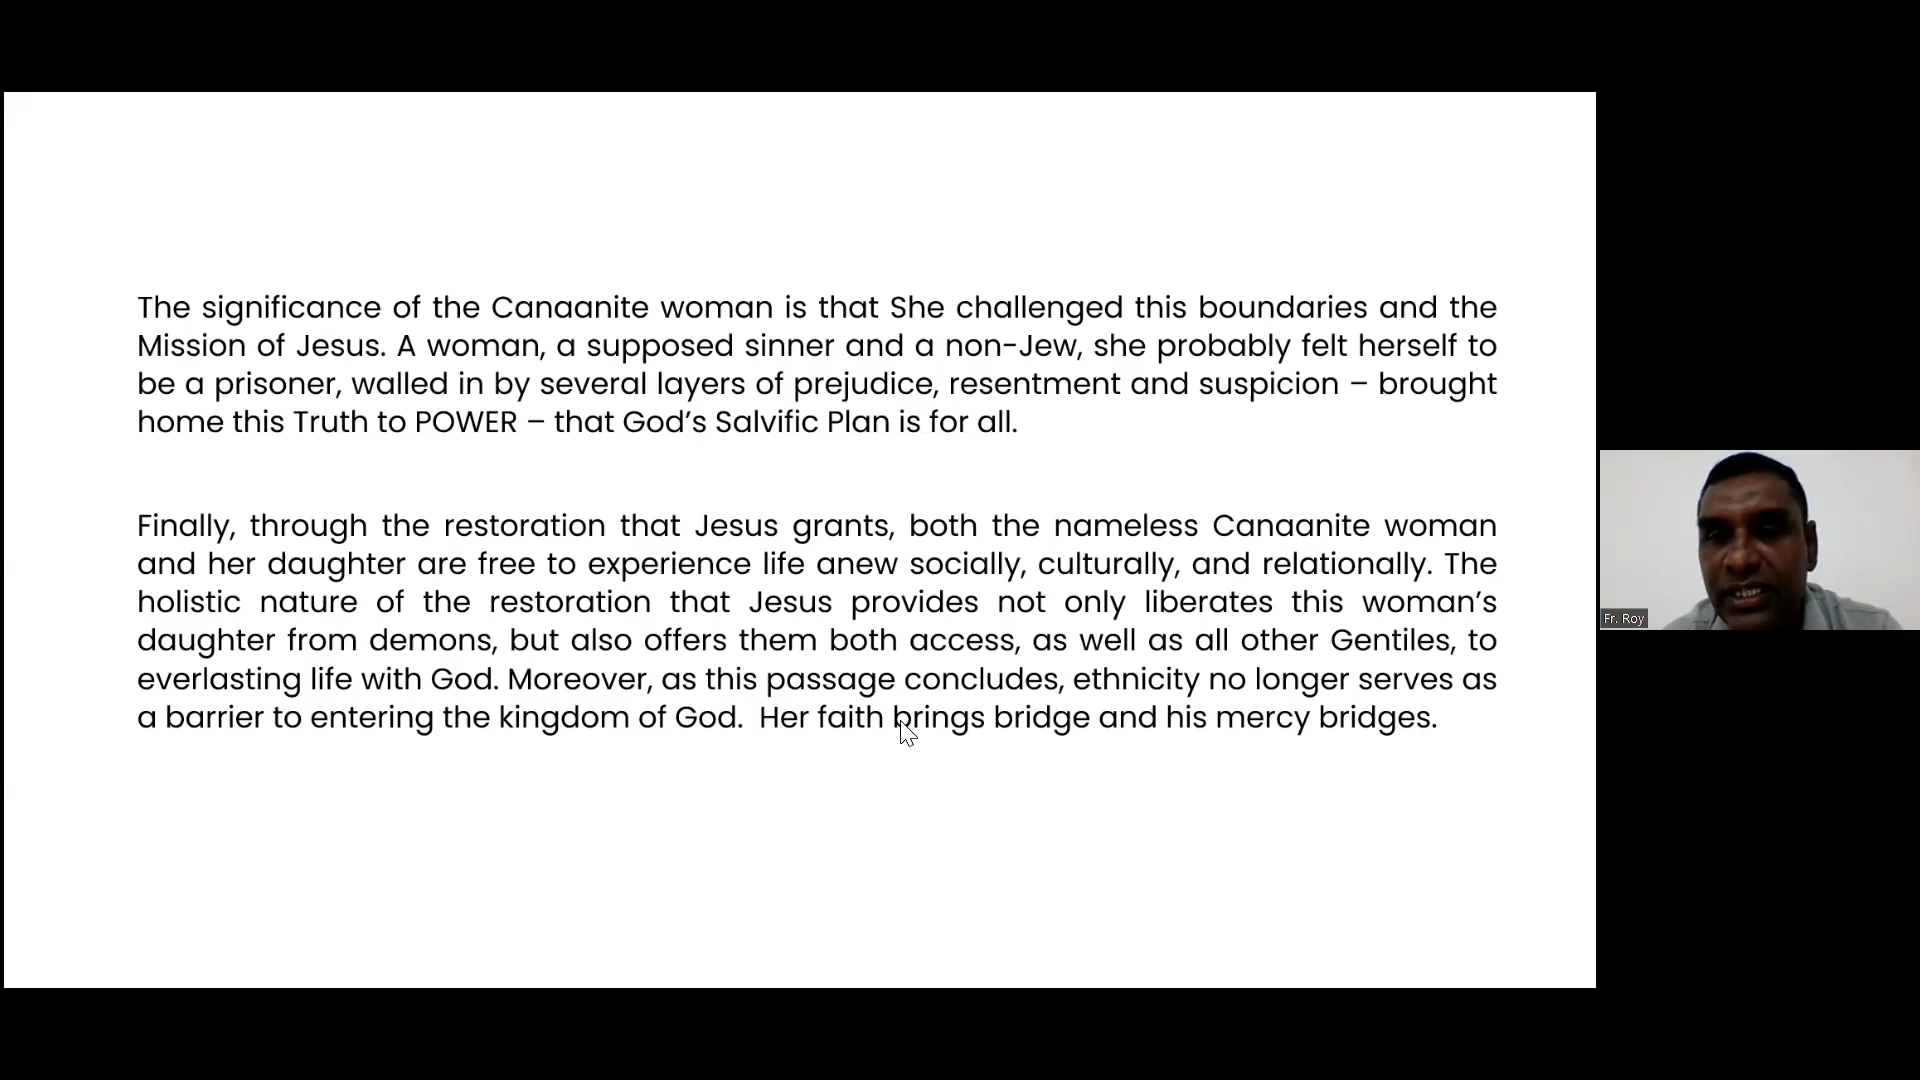 The significance of the Canaanite woman is that She challenged this boundaries and the
Mission of Jesus. A woman, a supposed sinner and a non-Jew, she probably felt herself to
be a prisoner, walled in by several layers of prejudice, resentment and suspicion – brought
home this Truth to POWER – that God’s Salvific Plan is for all.
Finally, through the restoration that Jesus grants, both the nameless Canaanite woman
and her daughter are free to experience life anew socially, culturally, and relationally. The
holistic nature of the restoration that Jesus provides not only liberates this woman’s
daughter from demons, but also offers them both access, as well as all other Gentiles, to
everlasting life with God. Moreover, as this passage concludes, ethnicity no longer serves as
a barrier to entering the kingdom of God.  Her faith brings bridge and his mercy bridges.
Fr. Roy